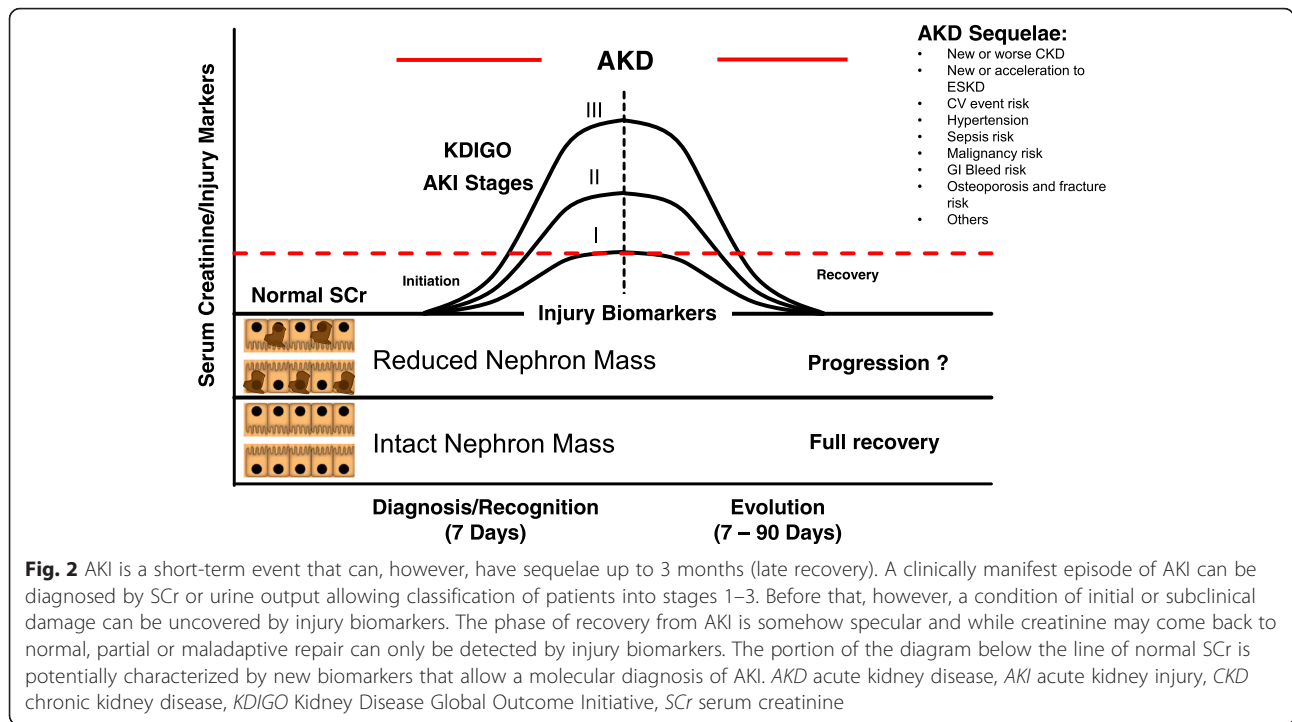 Serum Creatinine/Injury Markers
AKD
AKD Sequelae:
• New or worse CKD
• New or acceleration to
ESKD
• CV event risk
• Hypertension
• Sepsis risk
• Malignancy risk
• GI Bleed risk
• Osteoporosis and fracture
risk
• Others
III
KDIGO
AKI Stages
II
I
Initiation
Recovery
Normal SCr
Injury Biomarkers
Reduced Nephron Mass
Progression ?
Intact Nephron Mass
Full recovery
Diagnosis/Recognition
(7 Days)
Evolution
(7 – 90 Days)
Fig. 2 AKI is a short-term event that can, however, have sequelae up to 3 months (late recovery). A clinically manifest episode of AKI can be
diagnosed by SCr or urine output allowing classification of patients into stages 1–3. Before that, however, a condition of initial or subclinical
damage can be uncovered by injury biomarkers. The phase of recovery from AKI is somehow specular and while creatinine may come back to
normal, partial or maladaptive repair can only be detected by injury biomarkers. The portion of the diagram below the line of normal SCr is
potentially characterized by new biomarkers that allow a molecular diagnosis of AKI. AKD acute kidney disease, AKI acute kidney injury, CKD
chronic kidney disease, KDIGO Kidney Disease Global Outcome Initiative, SCr serum creatinine